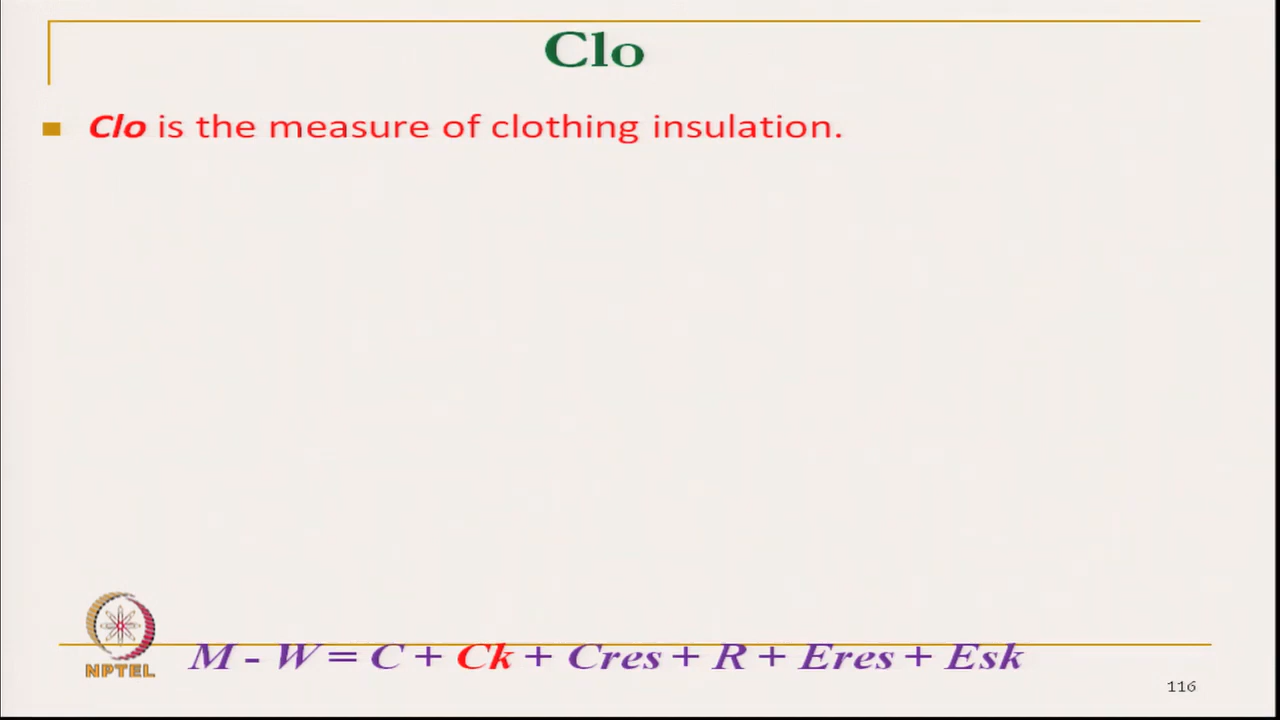 Clo
Clo is the measure of clothing insulation.
NPTEL
M - W = C + Ck + Cres + R + Eres + Esk
116